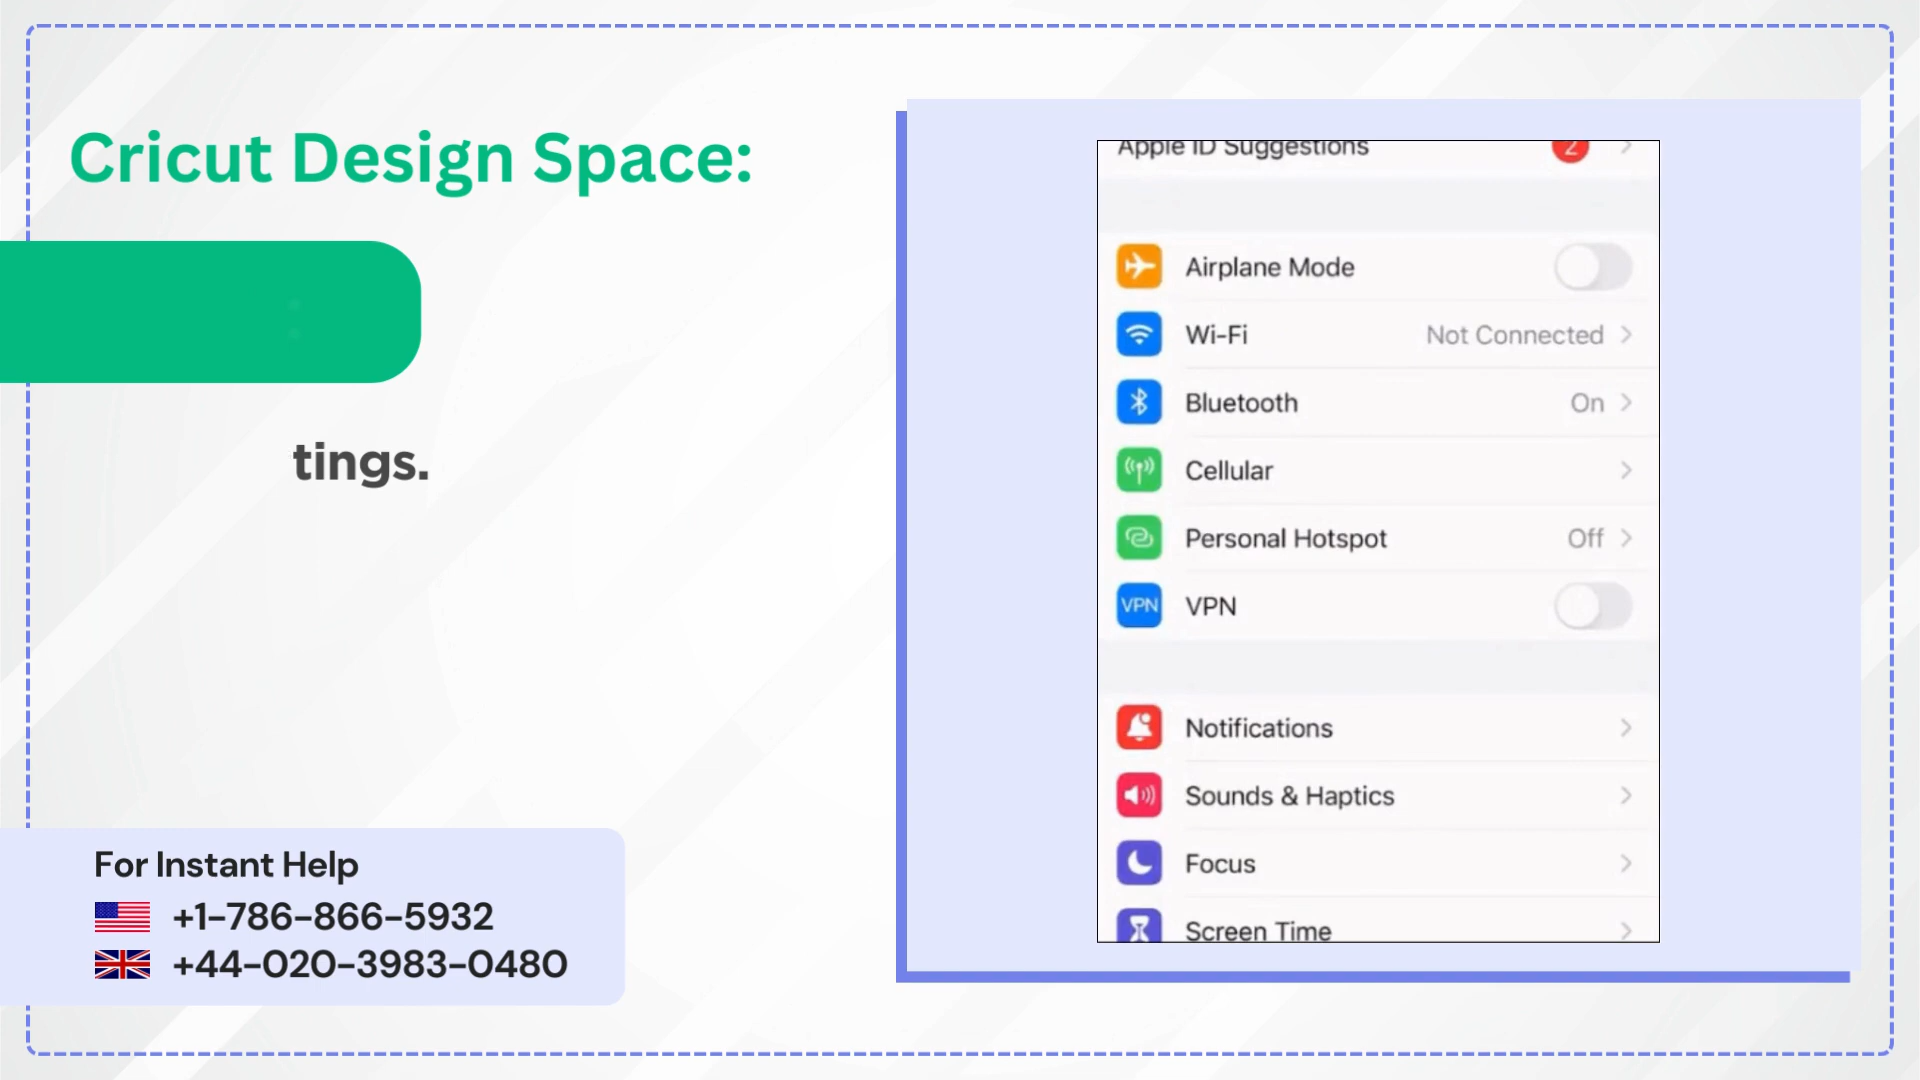 Cricut Design Space:
tings.
For Instant Help
+1-786-866-5932
+44-020-3983-0480
Apple ID Suggestions 2
Airplane Mode
Wi-Fi Not Connected
Bluetooth On
Cellular
Personal Hotspot Off
VPN VPN
Notifications
Sounds & Haptics
Focus
Screen Time